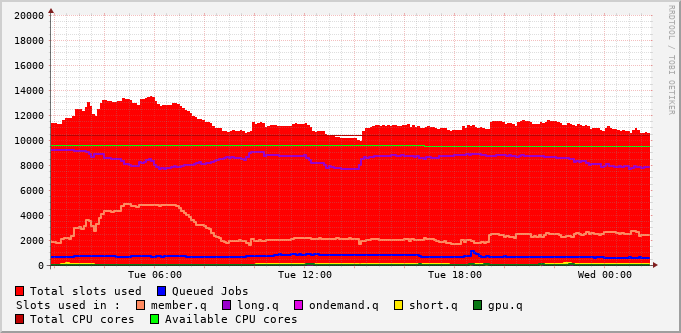 20000
18000
16000
14000
12000
10000
8000
6000
4000
2000
0
Tue 06:00 Tue 12:00 Tue 18:00 Wed 00:00
RRDTOOL / TOBI OETIKER
Total slots used Queued Jobs
Slots used in : member.q long.q ondemand.q short.q gpu.q
Total CPU cores Available CPU cores